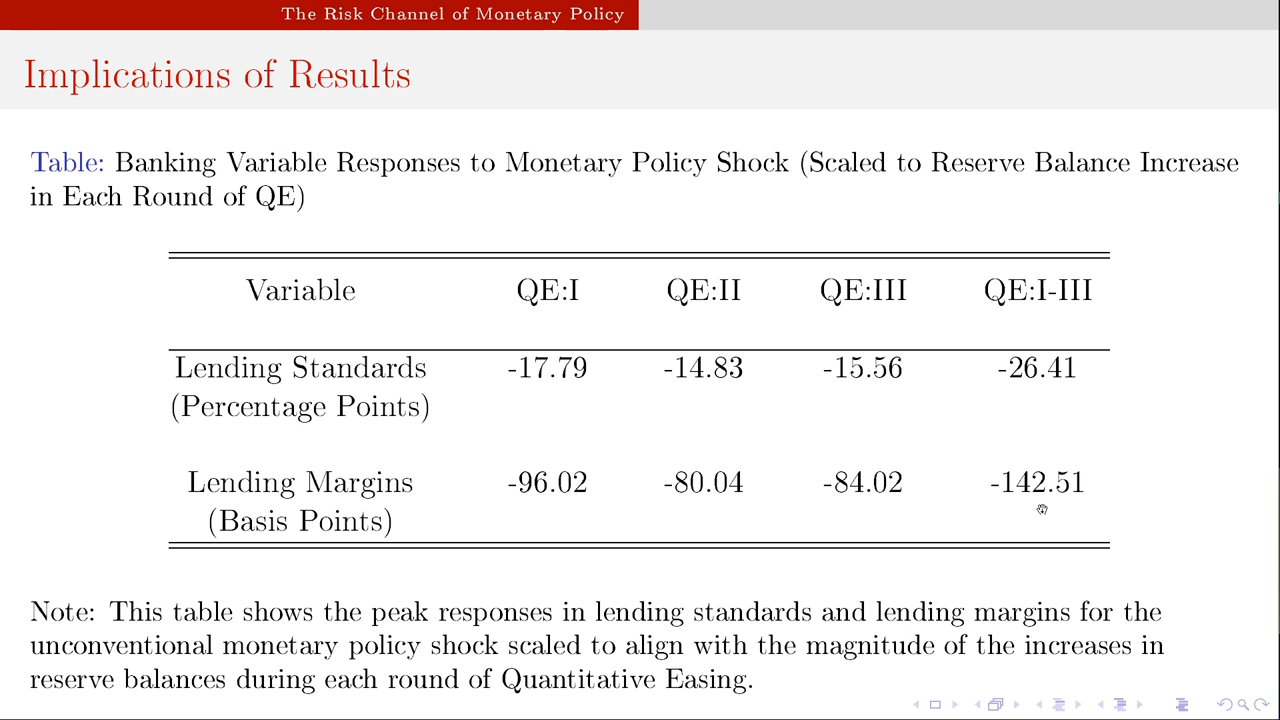 The Risk Channel of Monetary Policy
Implications of Results
Table: Banking Variable Responses to Monetary Policy Shock (Scaled to Reserve Balance Increase
in Each Round of QE)
Variable QE:I QE:II QE:III QE:I-III
Lending Standards -17.79 -14.83 -15.56 -26.41
(Percentage Points)
Lending Margins -96.02 -80.04 -84.02 -142.51
(Basis Points)
Note: This table shows the peak responses in lending standards and lending margins for the
unconventional monetary policy shock scaled to align with the magnitude of the increases in
reserve balances during each round of Quantitative Easing.